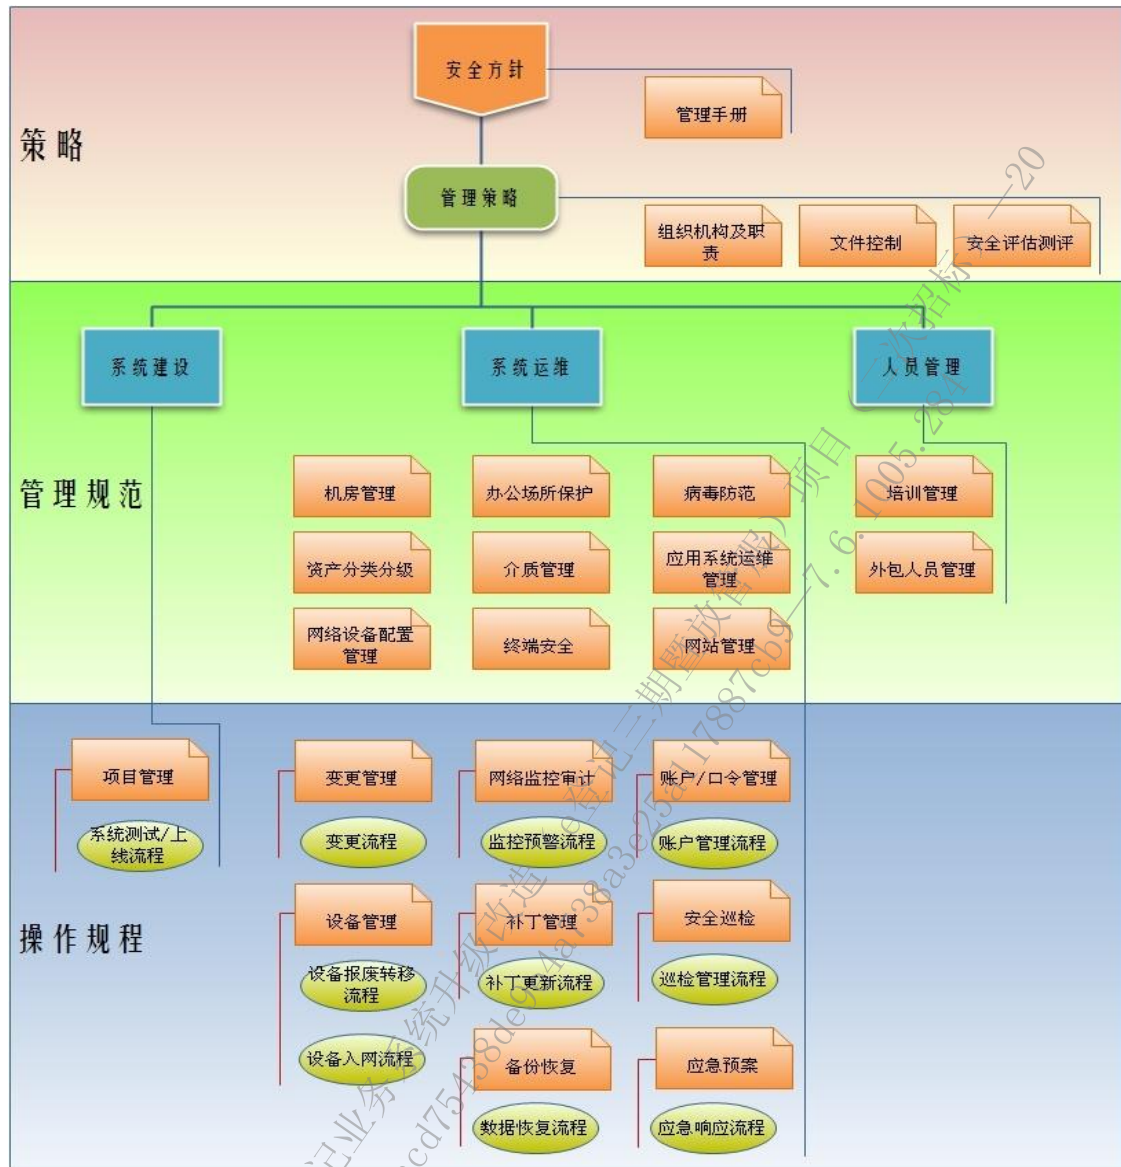 安全方针
管理手册
策略
管理策略
组织机构及职
责
文件控制
安全评估测评
系统建设
系统运维
人员管理
管理规范
机房管理
办公场所保护
病毒防范
培训管理
资产分类分级
介质管理
应用系统运维
管理
外包人员管理
网络设备配置
管理
终端安全
网站管理
操作规程
项目管理
系统测试/上
线流程
变更管理
变更流程
网络监控审计
监控预警流程
账户/口令管理
账户管理流程
设备管理
设备报废转移
流程
设备入网流程
补丁管理
补丁更新流程
安全巡检
巡检管理流程
备份恢复
数据恢复流程
应急预案
应急响应流程